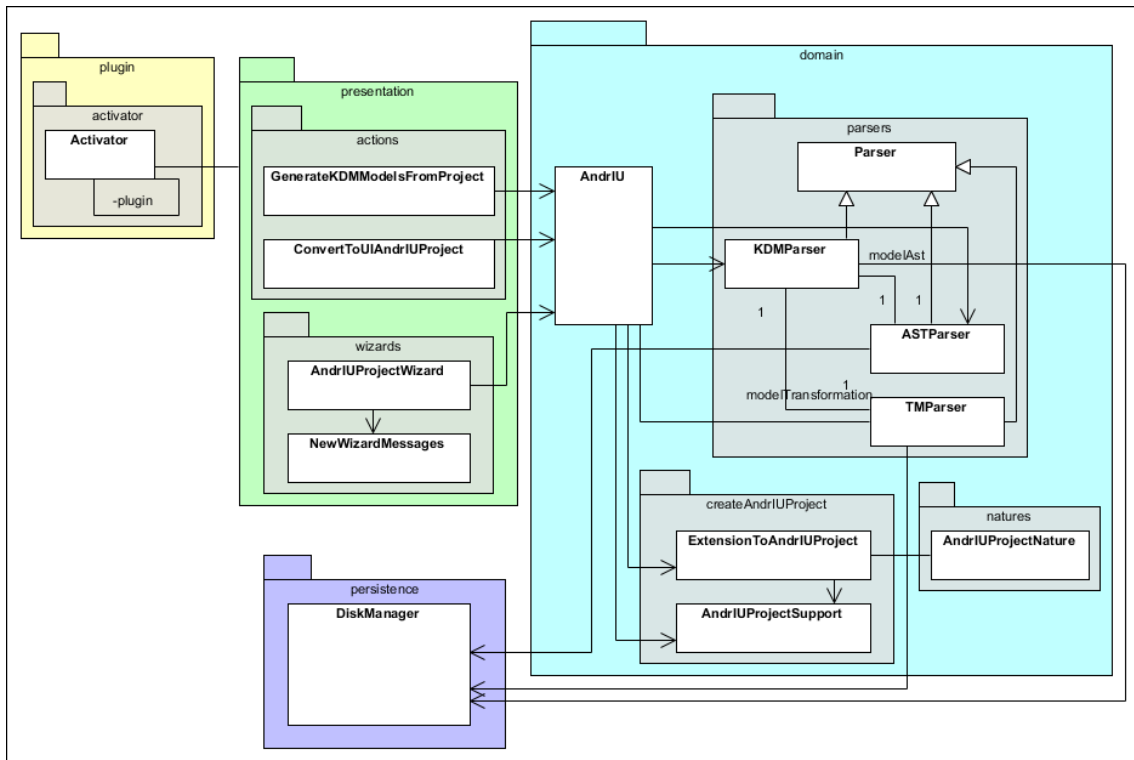 plugin
activator
Activator
-plugin
presentation
actions
GenerateKDMModelsFromProject
ConvertToUIAndrIUProject
wizards
AndrIUProjectWizard
NewWizardMessages
domain
AndrIU
parsers
Parser
KDMParser
modelAst
1
1
1
ASTParser
1
modelTransformation
TMParser
createAndrIUProject
ExtensionToAndrIUProject
AndrIUProjectSupport
natures
AndrIUProjectNature
persistence
DiskManager